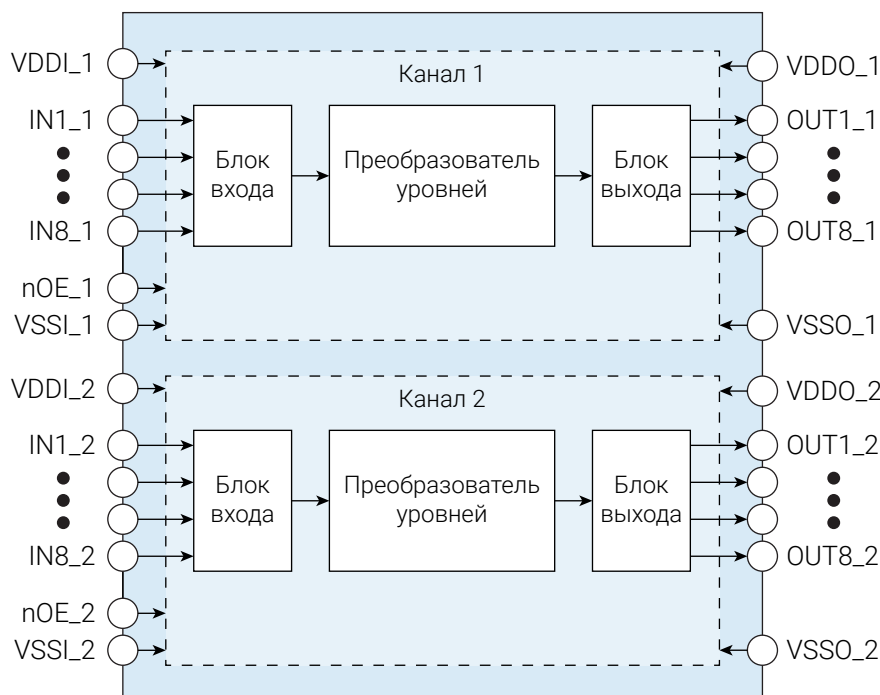 VDDI_1
Канал 1
VDDO_1
IN1_1
OUT1_1
Блок
входа
Преобразователь
уровней
Блок
выхода
IN8_1
OUT8_1
nOE_1
VSSI_1
VSSO_1
VDDI_2
Канал 2
VDDO_2
IN1_2
OUT1_2
Блок
входа
Преобразователь
уровней
Блок
выхода
IN8_2
OUT8_2
nOE_2
VSSI_2
VSSO_2